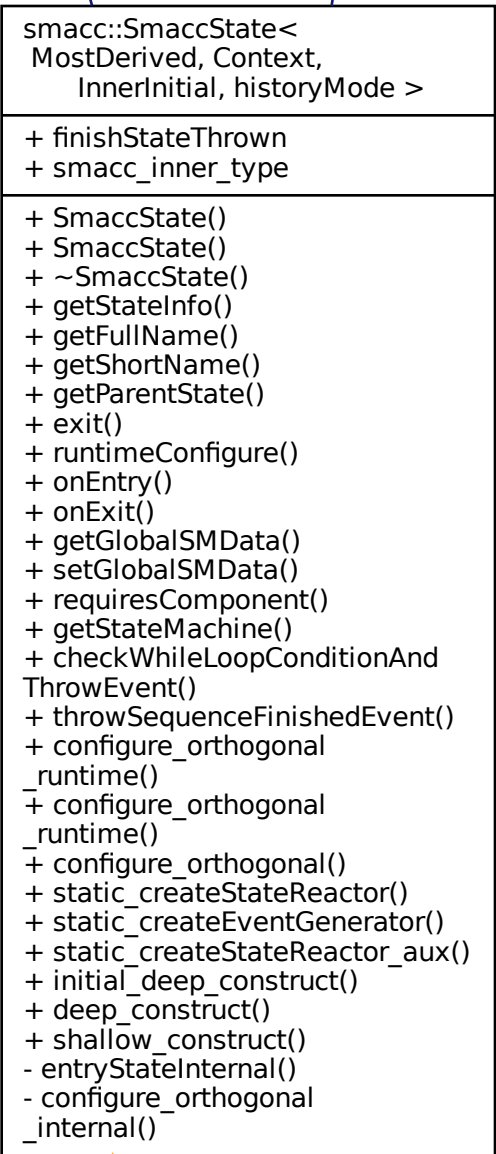 smacc::SmaccState<
MostDerived, Context,
InnerInitial, historyMode >
+ finishStateThrown
+ smacc_inner_type
+ SmaccState()
+ SmaccState()
+ ~SmaccState()
+ getStateInfo()
+ getFullName()
+ getShortName()
+ getParentState()
+ exit()
+ runtimeConfigure()
+ onEntry()
+ onExit()
+ getGlobalSMData()
+ setGlobalSMData()
+ requiresComponent()
+ getStateMachine()
+ checkWhileLoopConditionAnd
ThrowEvent()
+ throwSequenceFinishedEvent()
+ configure_orthogonal
_runtime()
+ configure_orthogonal
_runtime()
+ configure_orthogonal()
+ static_createStateReactor()
+ static_createEventGenerator()
+ static_createStateReactor_aux()
+ initial_deep_construct()
+ deep_construct()
+ shallow_construct()
- entryStateInternal()
- configure_orthogonal
_internal()